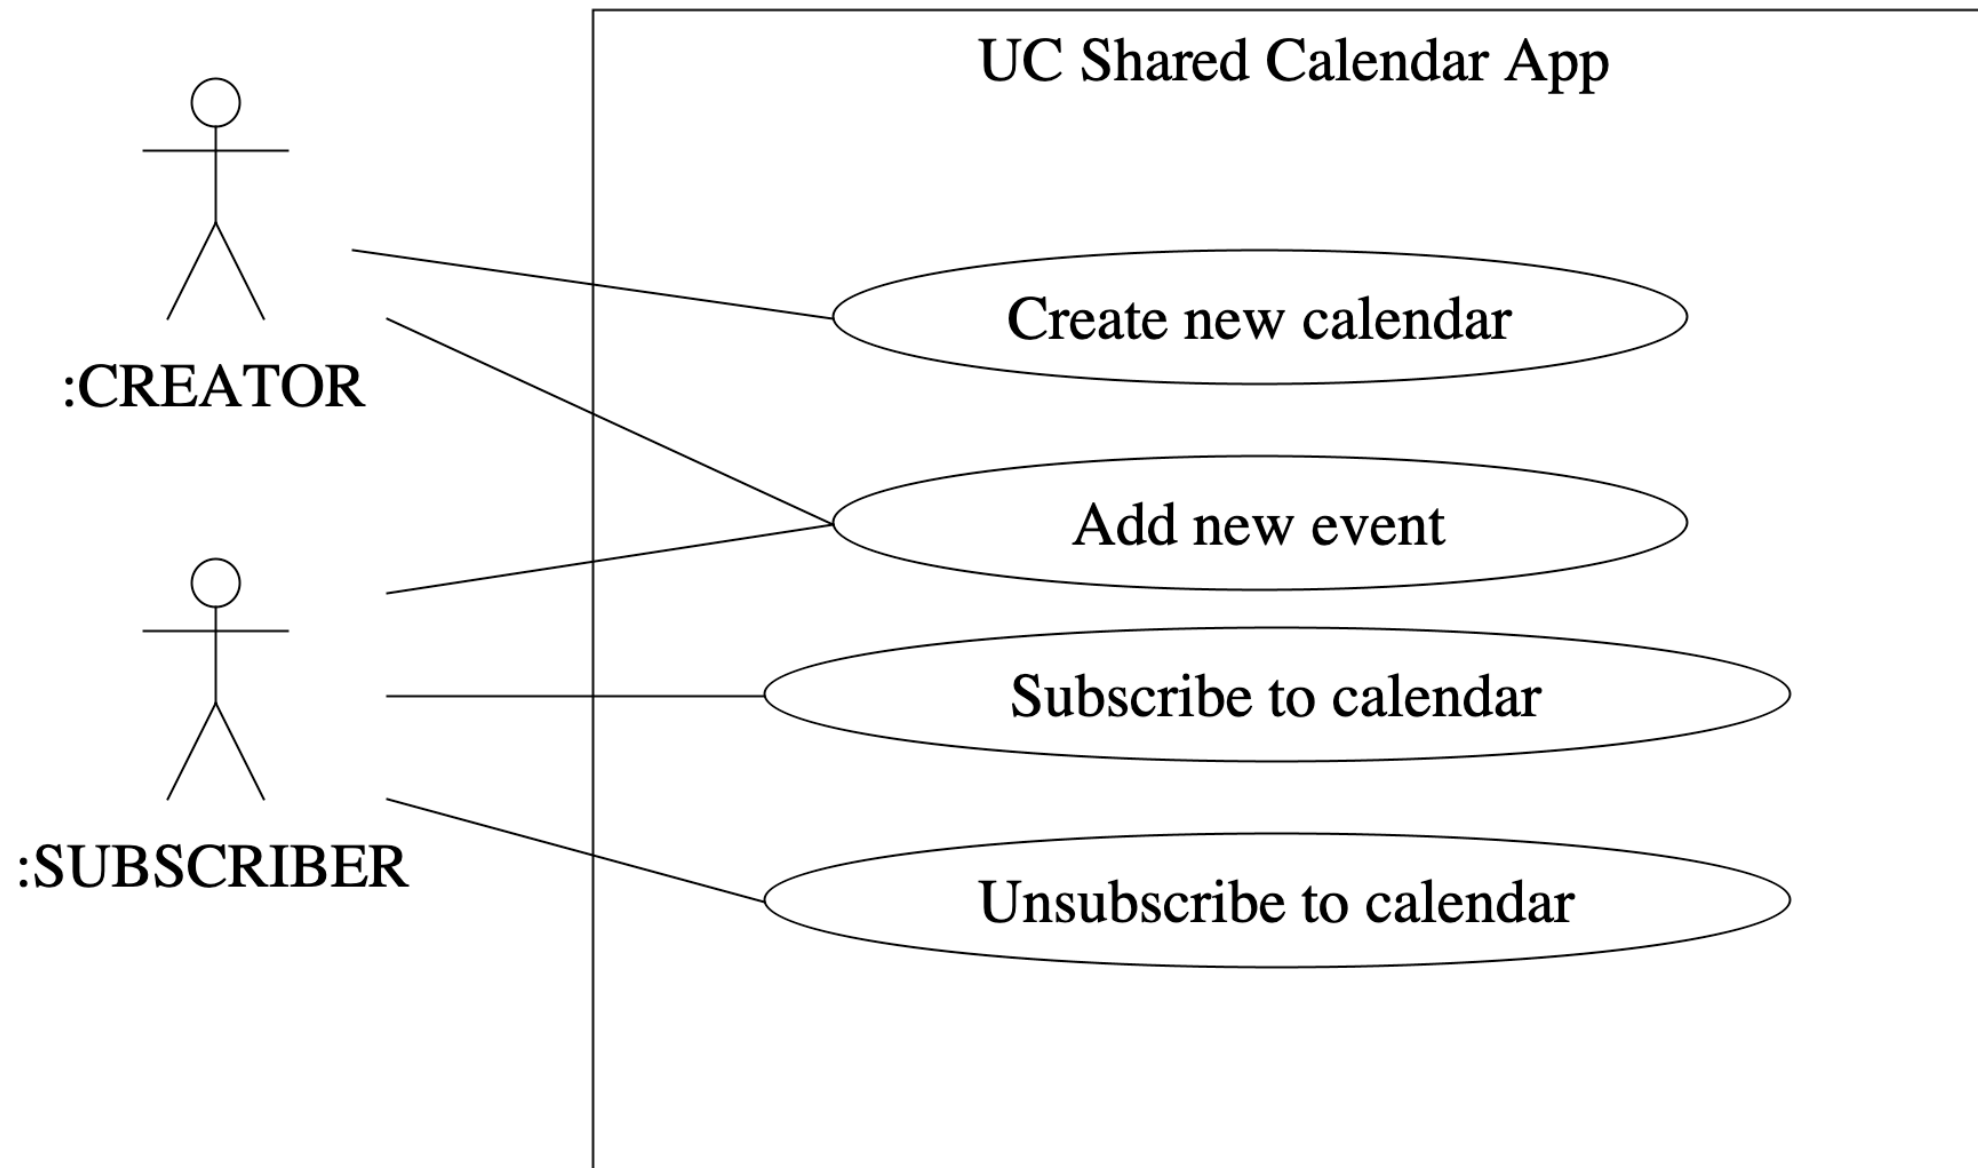 UC Shared Calendar App
:CREATOR
Create new calendar
Add new event
:SUBSCRIBER
Subscribe to calendar
Unsubscribe to calendar